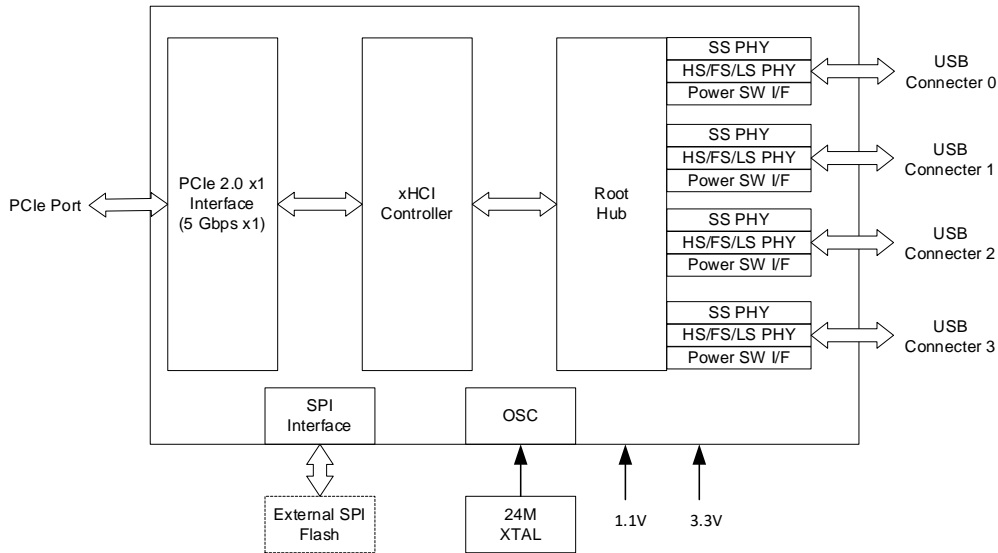 SS PHY
HS/FS/LS PHY
Power SW I/F
USB
Connecter 0
SS PHY
HS/FS/LS PHY
Power SW I/F
USB
Connecter 1
PCIe Port
PCIe 2.0 x1
Interface
(5 Gbps x1)
xHCI
Controller
Root
Hub
SS PHY
HS/FS/LS PHY
Power SW I/F
USB
Connecter 2
SS PHY
HS/FS/LS PHY
Power SW I/F
USB
Connecter 3
SPI
Interface
OSC
External SPI
Flash
24M
XTAL
1.1V
3.3V